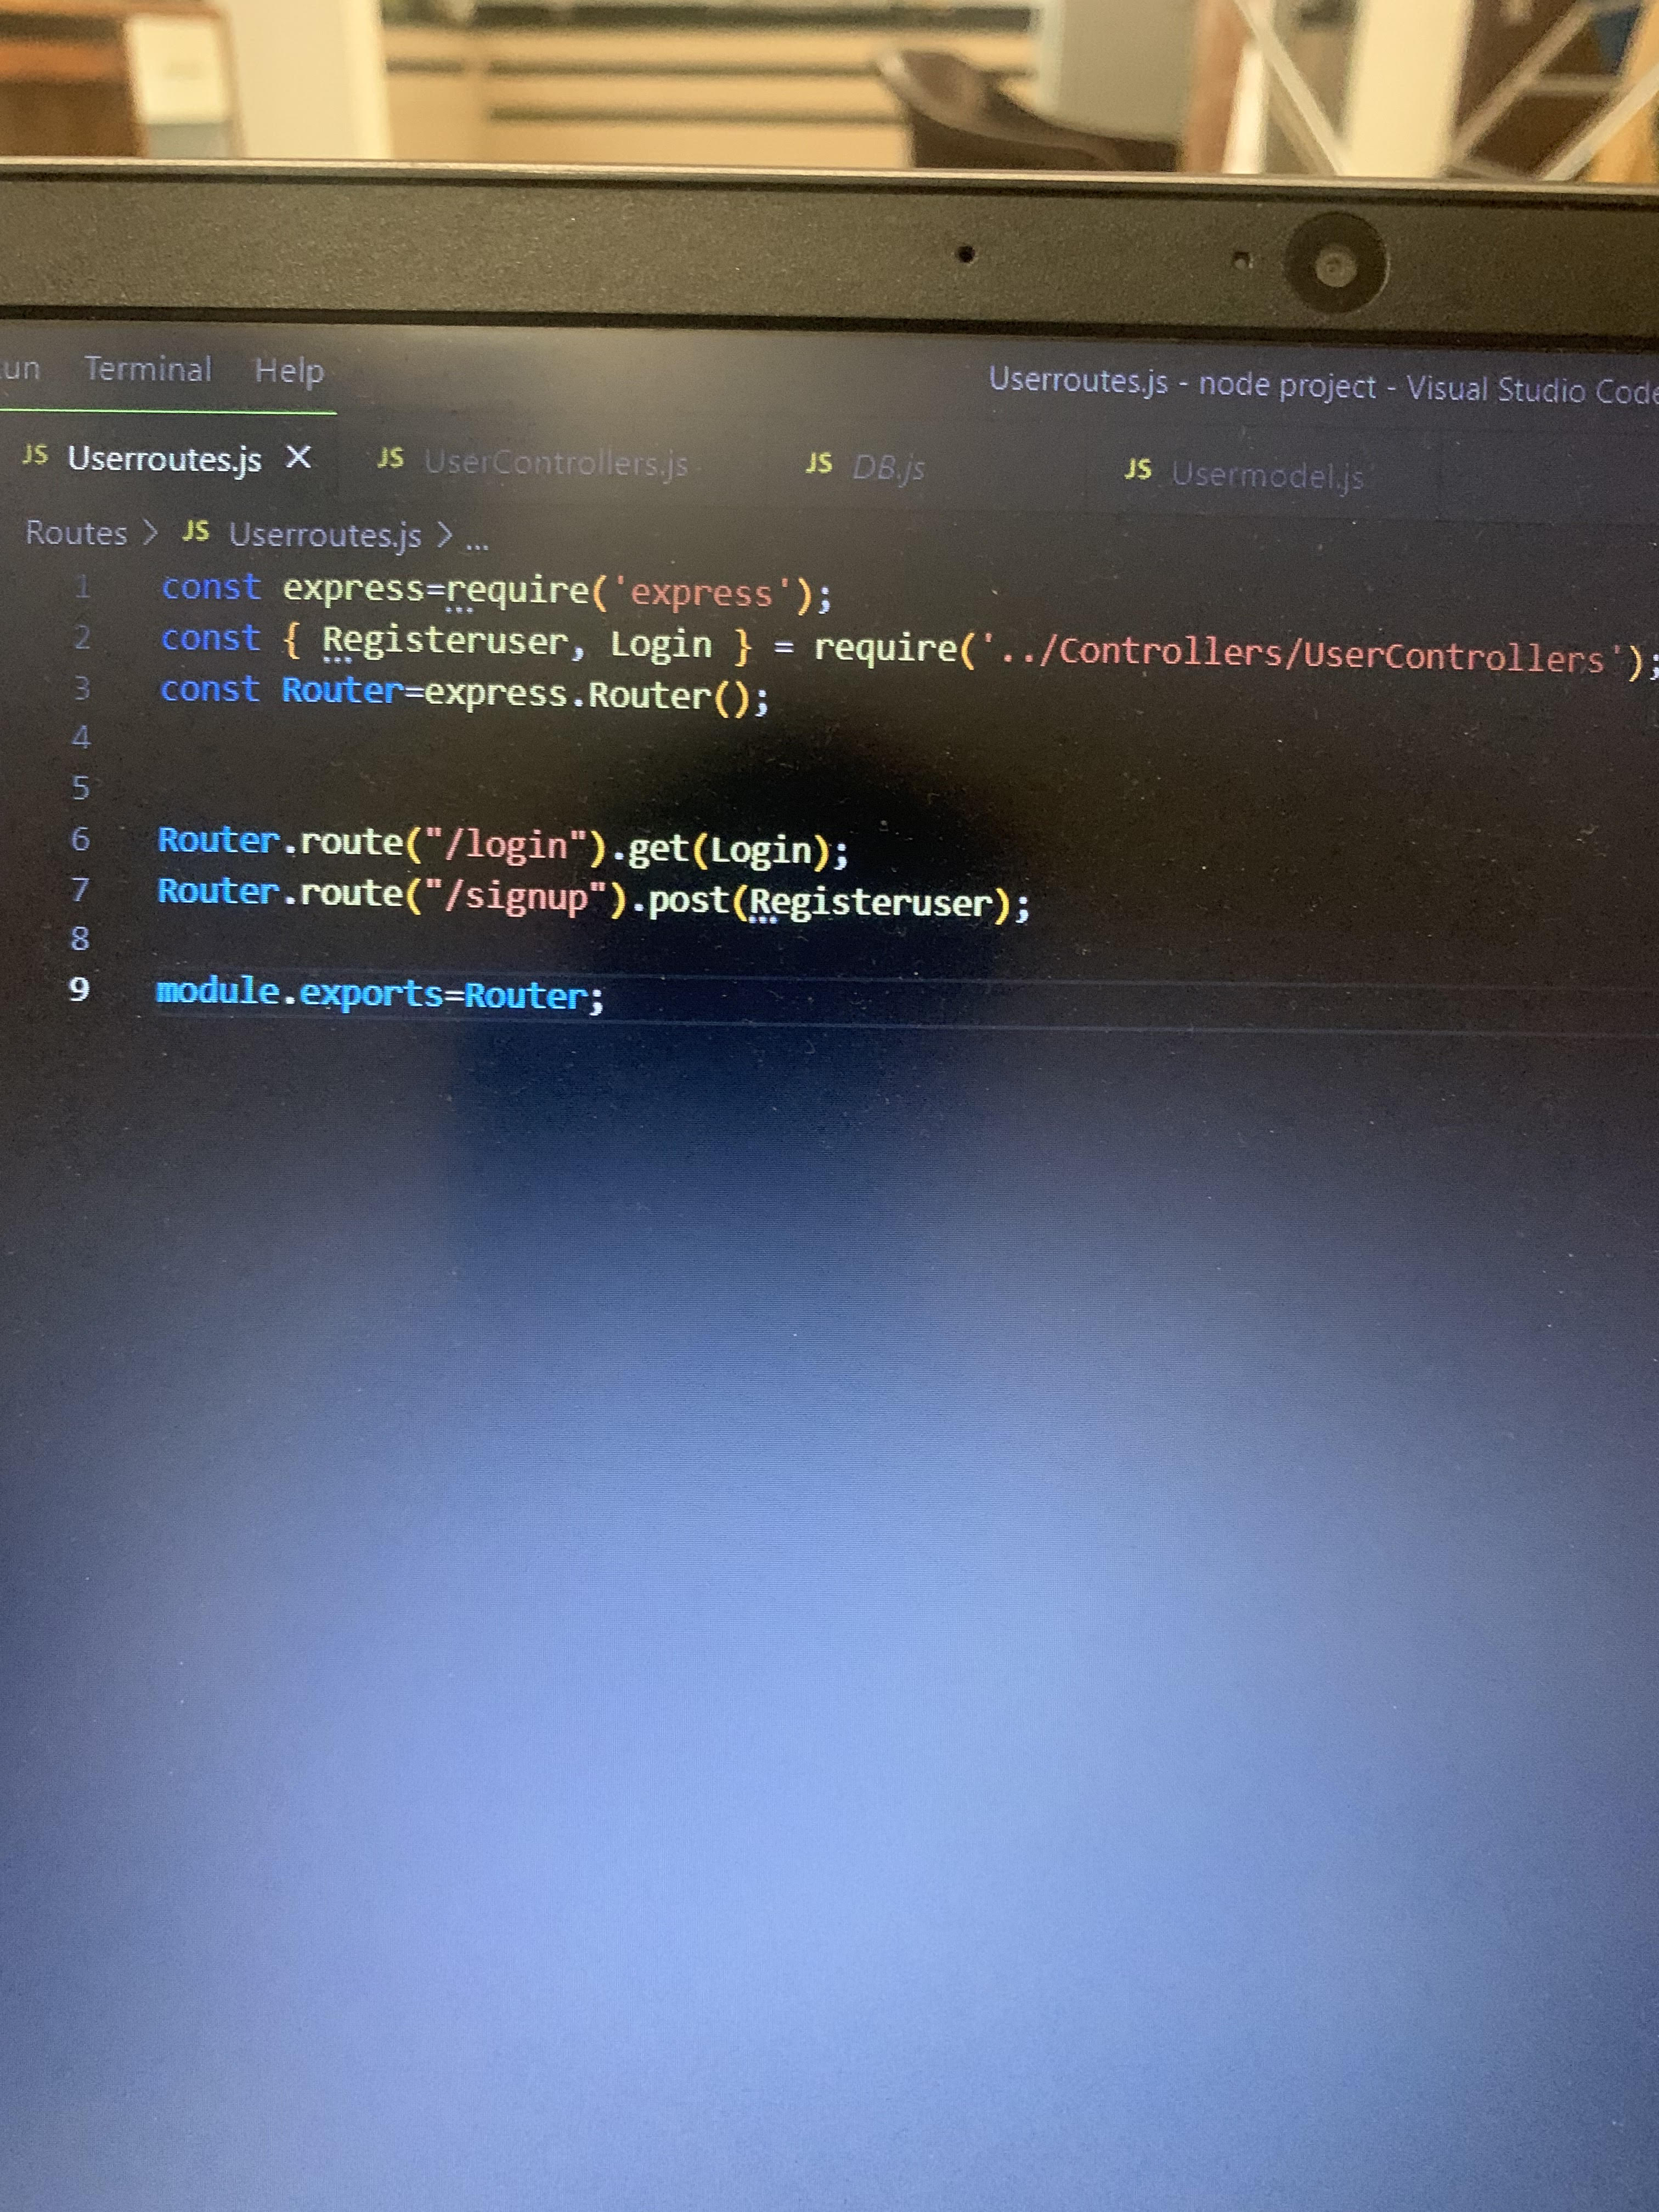 Terminal Help
Userroutes.js - node project - Visual Studio Code
JS Userroutes.js X JS UserControllers.js JS DB.js JS Usermodel.js
Routes > JS Userroutes.js > ...
1 const express=require('express');
2 const { Registeruser, Login } = require('../Controllers/UserControllers');
3 const Router=express.Router();
4
5
6 Router.route("/login").get(Login);
7 Router.route("/signup").post(Registeruser);
8
9 module.exports=Router;